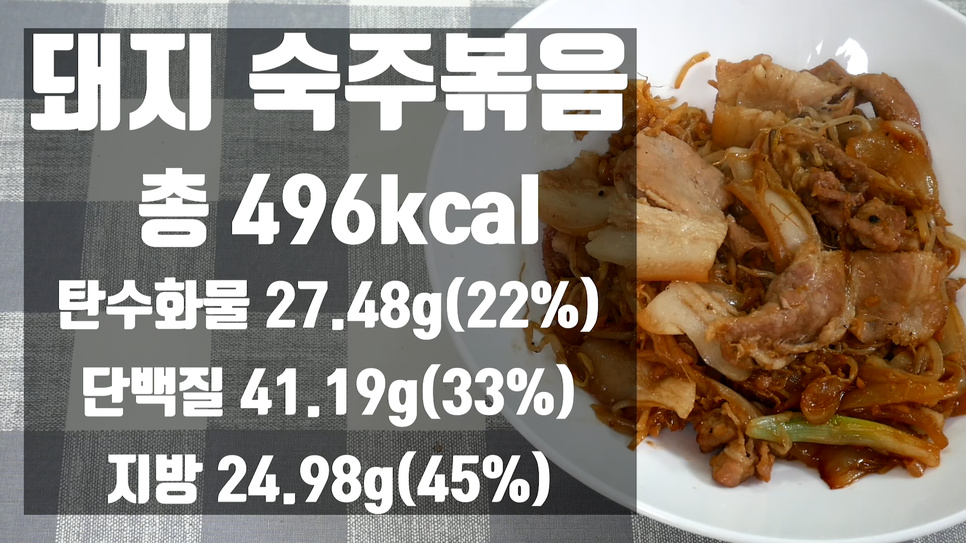 돼지 숙주볶음
총 496kcal
탄수화물 27.48g(22%)
단백질 41.19g(33%)
지방 24.98g(45%)